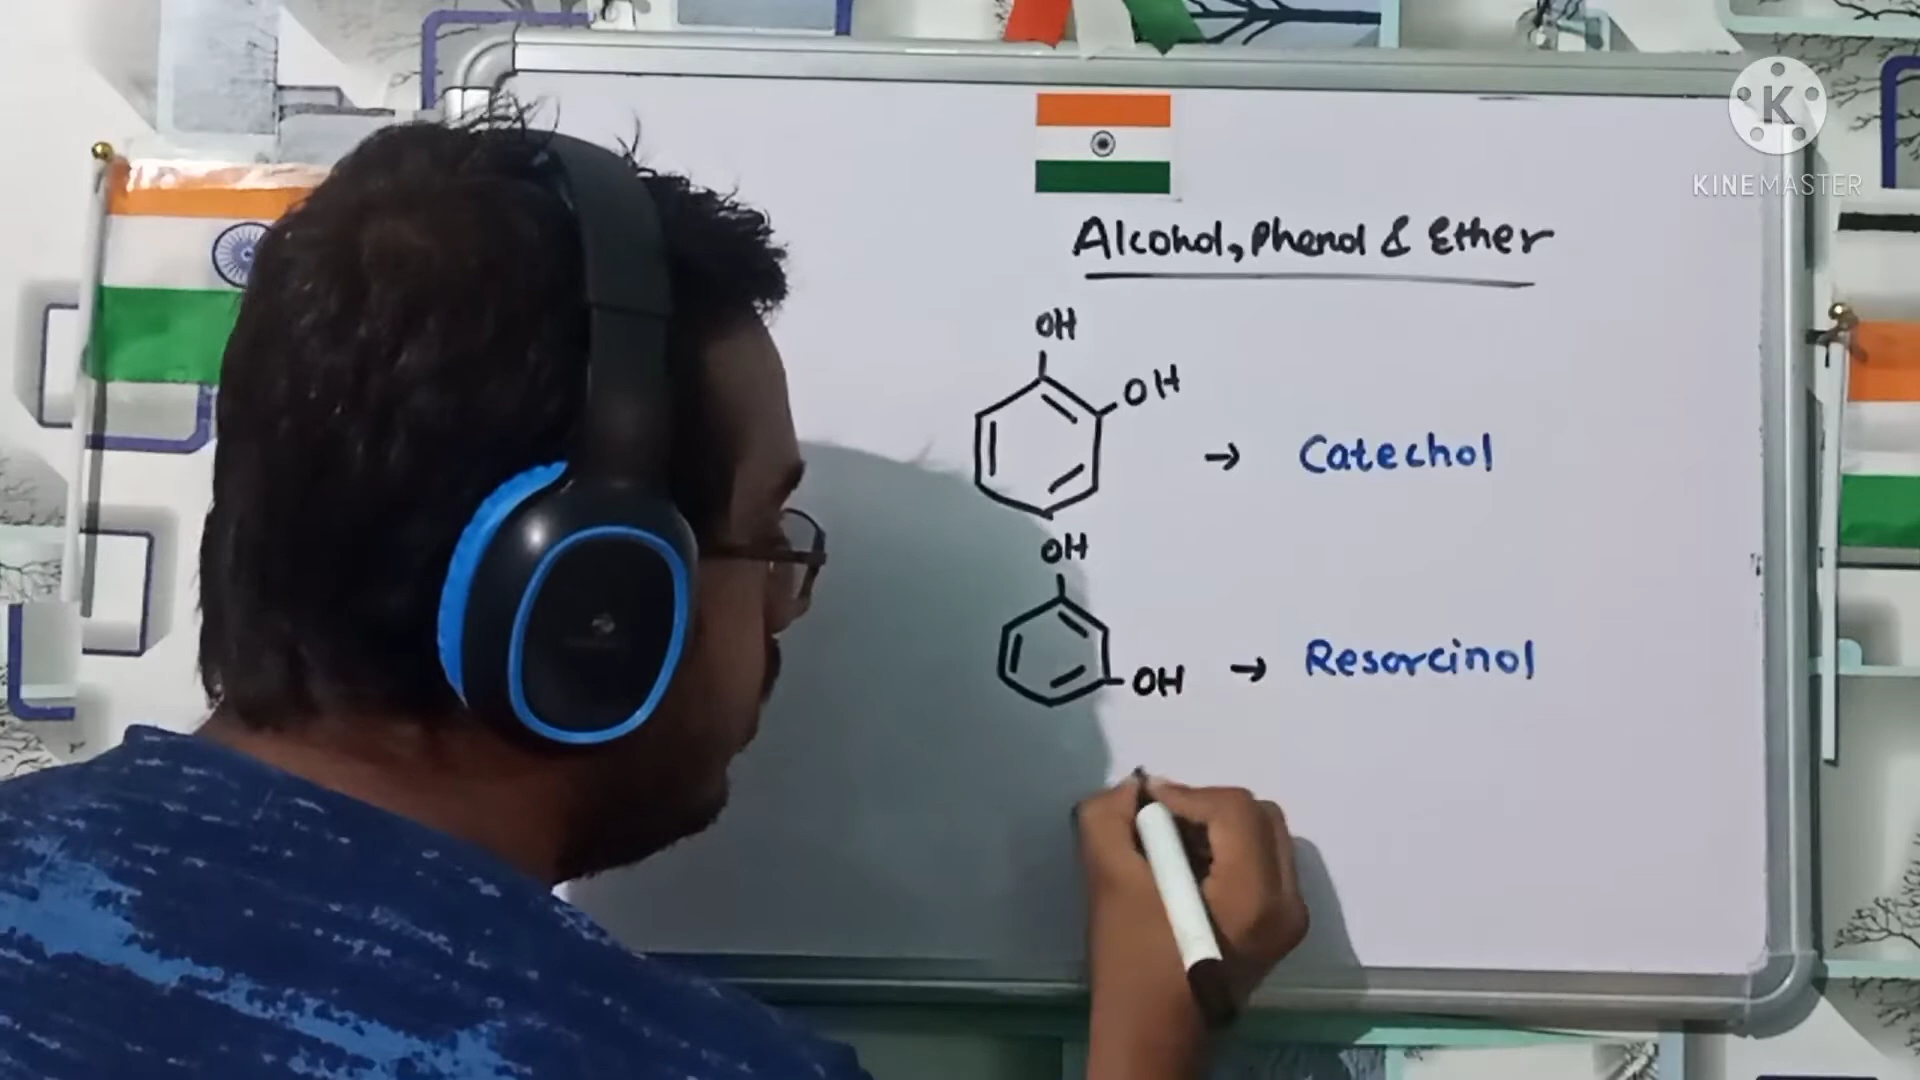 KINEMASTER
Alcohol, Phenol & Ether
OH
OH
→ Catechol
OH
OH → Resorcinol